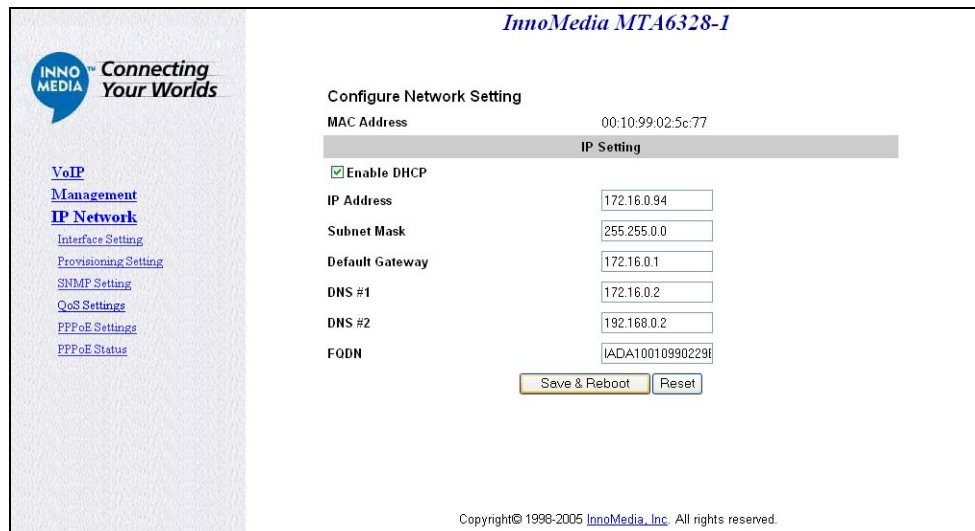 InnoMedia MTA6328-1
INNO MEDIA ™ Connecting
Your Worlds
VoIP
Management
IP Network
Interface Setting
Provisioning Setting
SNMP Setting
QoS Settings
PPPoE Settings
PPPoE Status
Configure Network Setting
MAC Address 00:10:99:02:5c:77
IP Setting
Enable DHCP
IP Address 172.16.0.94
Subnet Mask 255.255.0.0
Default Gateway 172.16.0.1
DNS #1 172.16.0.2
DNS #2 192.168.0.2
FQDN
Save & Reboot Reset
Copyright© 1998-2005 InnoMedia, Inc. All rights reserved.